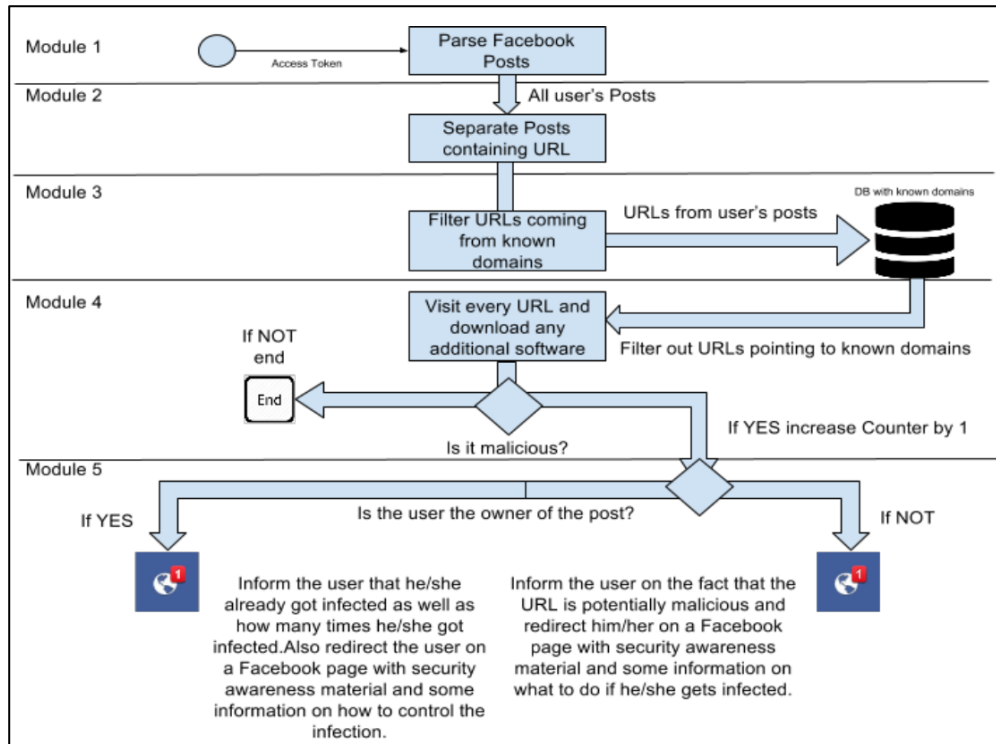 Module 1
Access Token
Parse Facebook
Posts
Module 2
All user's Posts
Separate Posts
containing URL
Module 3
DB with known domains
URLs from user's posts
Filter URLs coming
from known
domains
Module 4
Visit every URL and
download any
additional software
If NOT
end
Filter out URLs pointing to known domains
End
If YES increase Counter by 1
Is it malicious?
Module 5
If YES
Is the user the owner of the post?
If NOT
1
1
Inform the user that he/she
already got infected as well as
how many times he/she got
infected.Also redirect the user on
a Facebook page with security
awareness material and some
information on how to control the
infection.
Inform the user on the fact that the
URL is potentially malicious and
redirect him/her on a Facebook
page with security awareness
material and some information on
what to do if he/she gets infected.